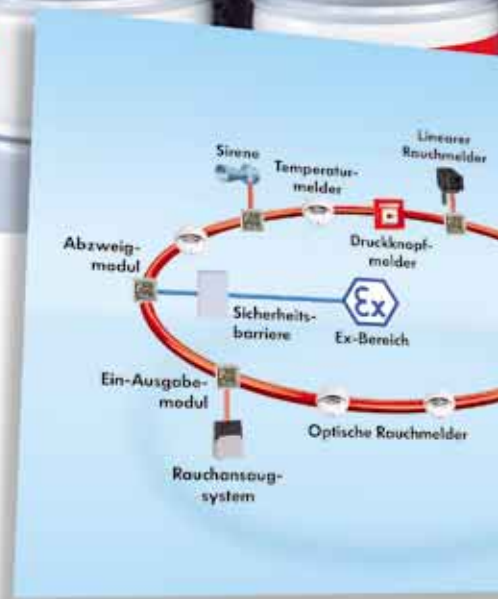 Linearer
Rauchmelder
Sirene
Temperatur-
melder
Druckknopf-
melder
Abzweig-
modul
Sicherheits-
barriere
Ex
Ex-Bereich
Ein-Ausgabe-
modul
Optische Rauchmelder
Rauchansaug-
system